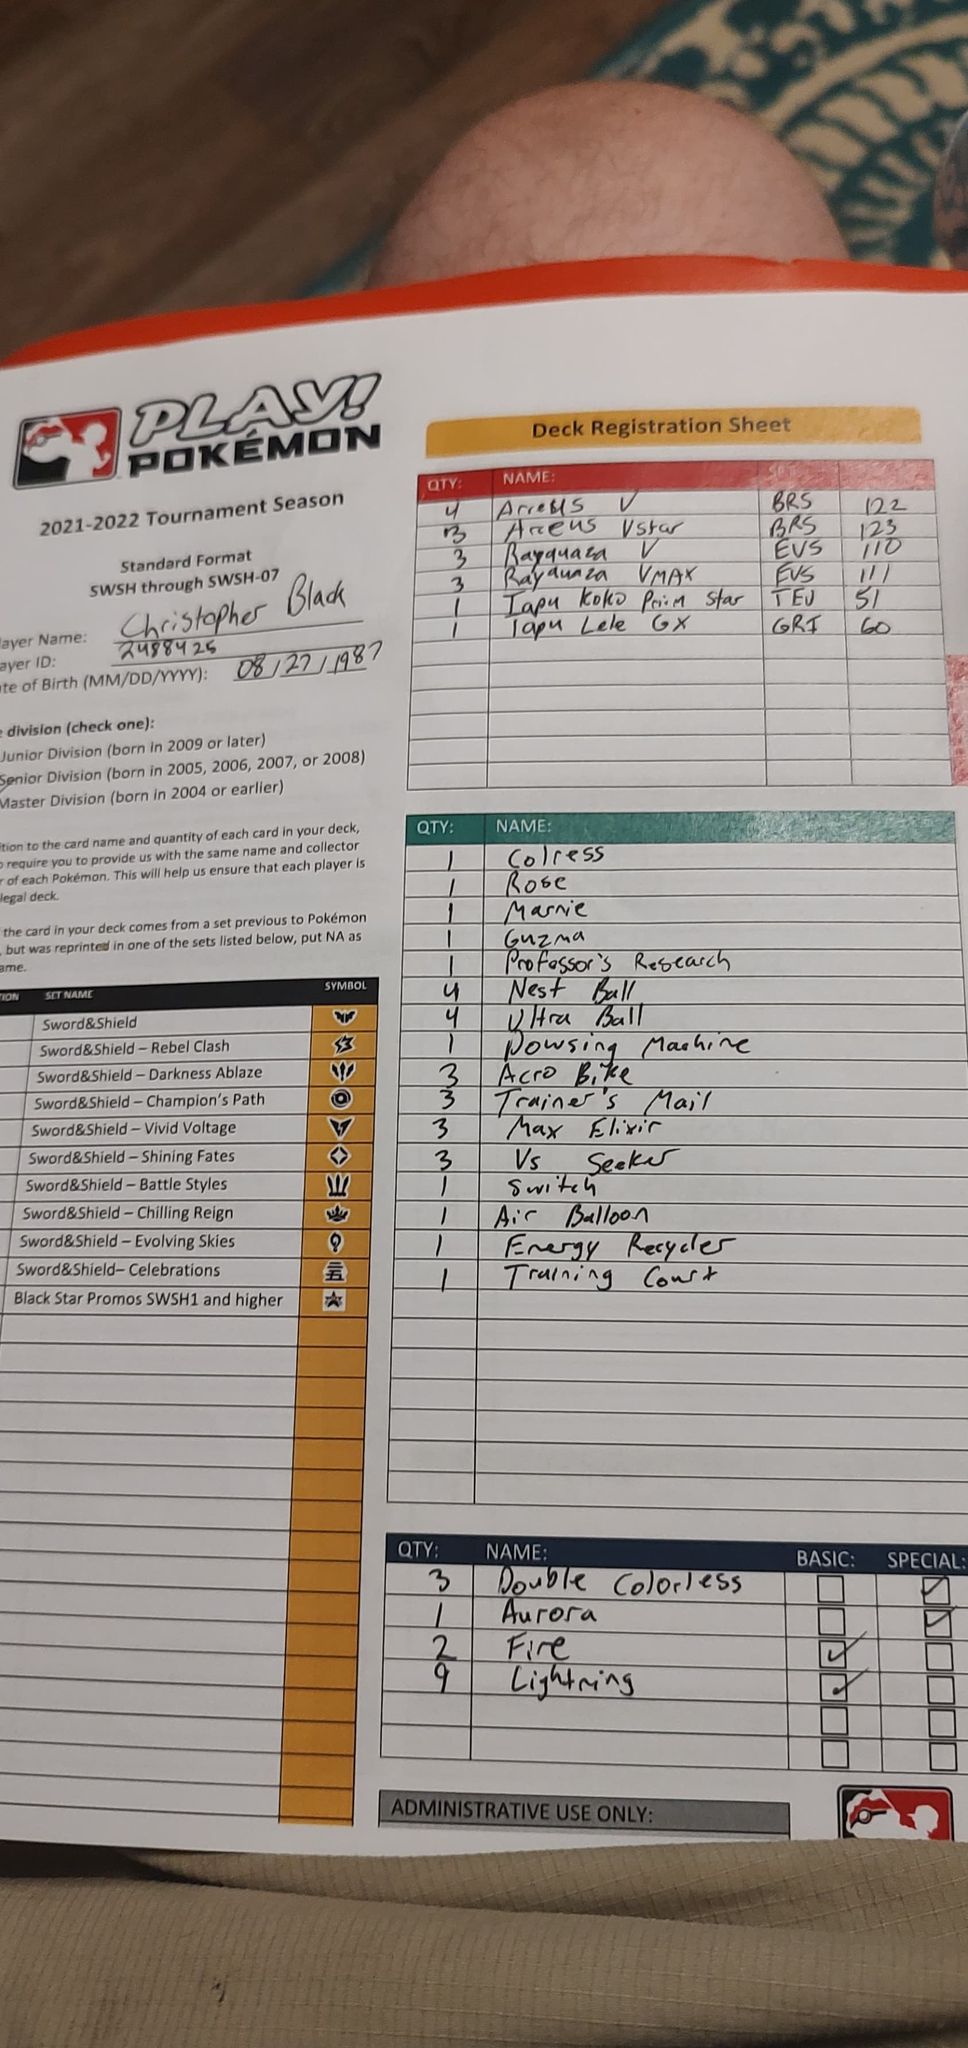 PLAY!
POKÉMON
2021-2022 Tournament Season
Standard Format
SWSH through SWSH-07
ayer Name: Christopher Black
ayer ID: 2488425
te of Birth (MM/DD/YYYY): 08/27/1987
division (check one):
Junior Division (born in 2009 or later)
Senior Division (born in 2005, 2006, 2007, or 2008)
Master Division (born in 2004 or earlier)
ition to the card name and quantity of each card in your deck,
require you to provide us with the same name and collector
r of each Pokémon. This will help us ensure that each player is
legal deck.
the card in your deck comes from a set previous to Pokémon
, but was reprinted in one of the sets listed below, put NA as
ame.
ION SET NAME SYMBOL
Sword&Shield
Sword&Shield – Rebel Clash
Sword&Shield – Darkness Ablaze
Sword&Shield – Champion's Path
Sword&Shield – Vivid Voltage
Sword&Shield – Shining Fates
Sword&Shield – Battle Styles
Sword&Shield – Chilling Reign
Sword&Shield – Evolving Skies
Sword&Shield– Celebrations
Black Star Promos SWSH1 and higher
Deck Registration Sheet
QTY: NAME: SET
4 Arreus V BRS 122
3 Arceus Vstar BRS 123
3 Rayquaza V EVS 110
3 Rayquaza VMAX EVS 111
1 Tapu Koko Prism Star TEU 51
1 Tapu Lele GX GRI 60
QTY: NAME:
1 Colress
1 Rose
1 Marnie
1 Guzma
1 Professor's Research
4 Nest Ball
4 Ultra Ball
1 Dowsing Machine
3 Acro Bike
3 Trainer's Mail
3 Max Elixir
3 Vs Seeker
1 Switch
1 Air Balloon
1 Energy Recycler
1 Training Court
QTY: NAME: BASIC: SPECIAL:
3 Double Colorless
1 Aurora
2 Fire
9 Lightning
ADMINISTRATIVE USE ONLY: